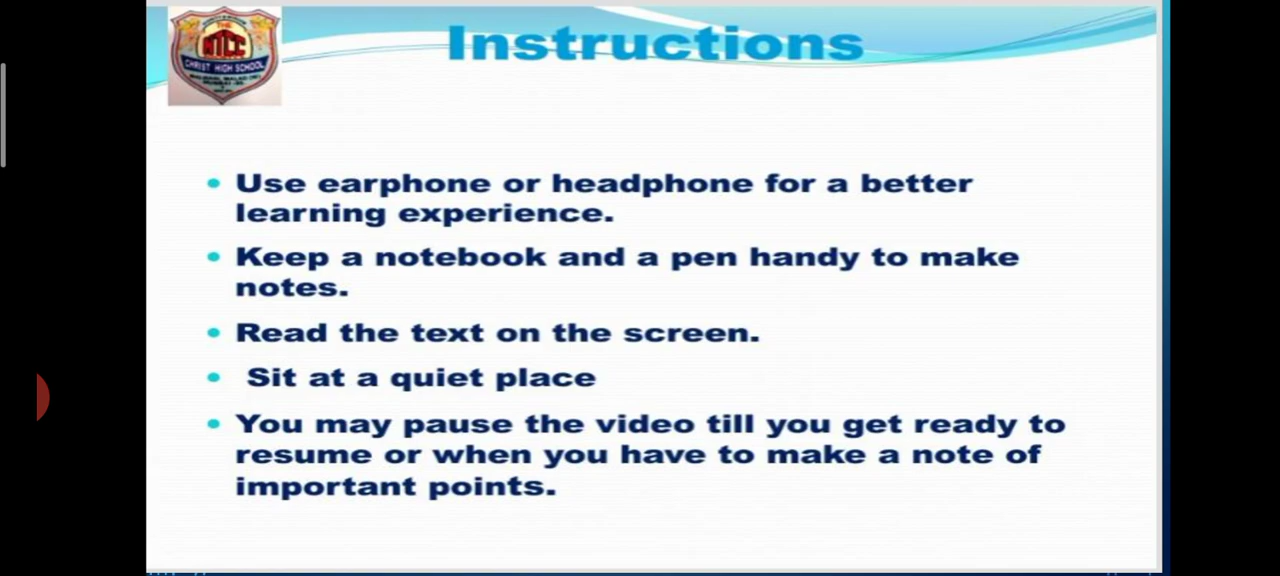 Instructions
THE
CHRIST HIGH SCHOOL
• Use earphone or headphone for a better
learning experience.
• Keep a notebook and a pen handy to make
notes.
• Read the text on the screen.
• Sit at a quiet place
• You may pause the video till you get ready to
resume or when you have to make a note of
important points.